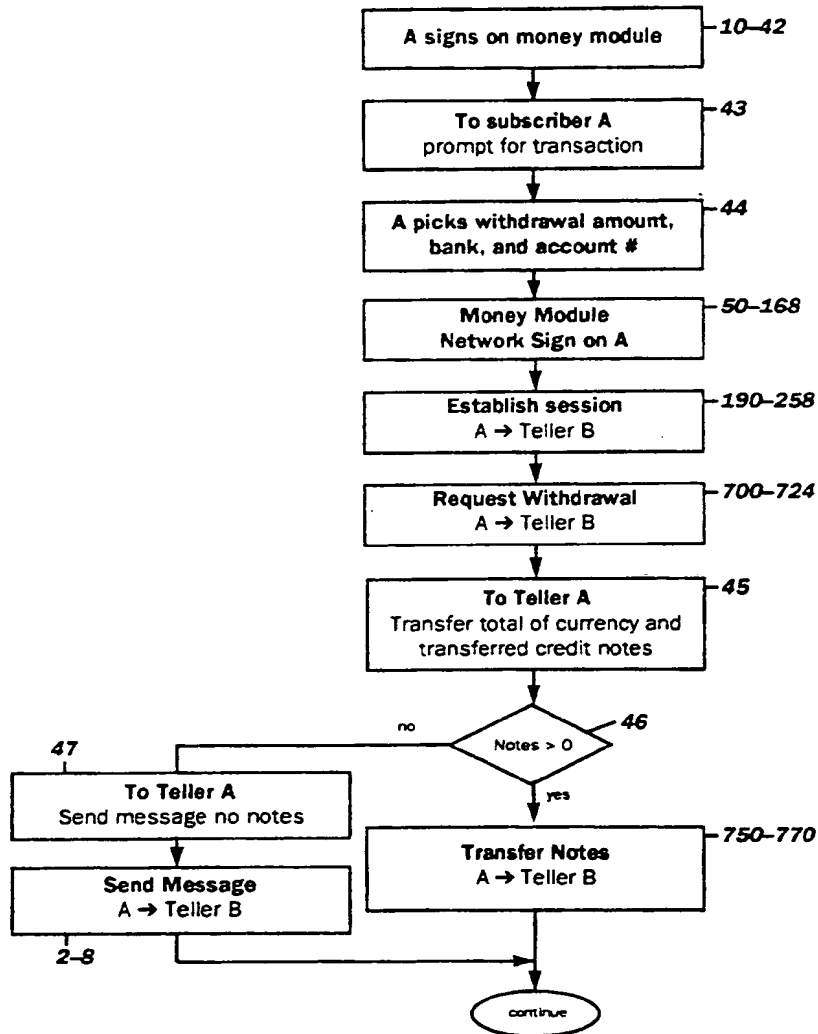 A signs on money module
10–42
To subscriber A
prompt for transaction
43
A picks withdrawal amount,
bank, and account #
44
Money Module
Network Sign on A
50–168
Establish session
A → Teller B
190–258
Request Withdrawal
A → Teller B
700–724
To Teller A
Transfer total of currency and
transferred credit notes
45
Notes > 0
46
no
yes
47
To Teller A
Send message no notes
Send Message
A → Teller B
2–8
Transfer Notes
A → Teller B
750–770
continue